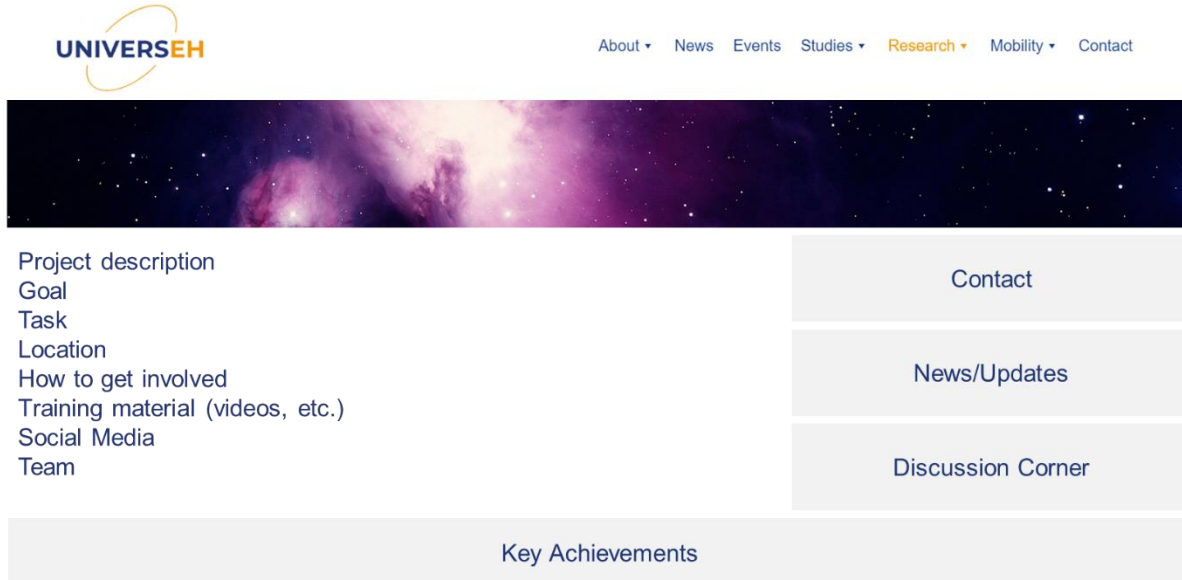 UNIVERSEH
About News Events Studies Research Mobility Contact
Project description
Goal
Task
Location
How to get involved
Training material (videos, etc.)
Social Media
Team
Contact
News/Updates
Discussion Corner
Key Achievements